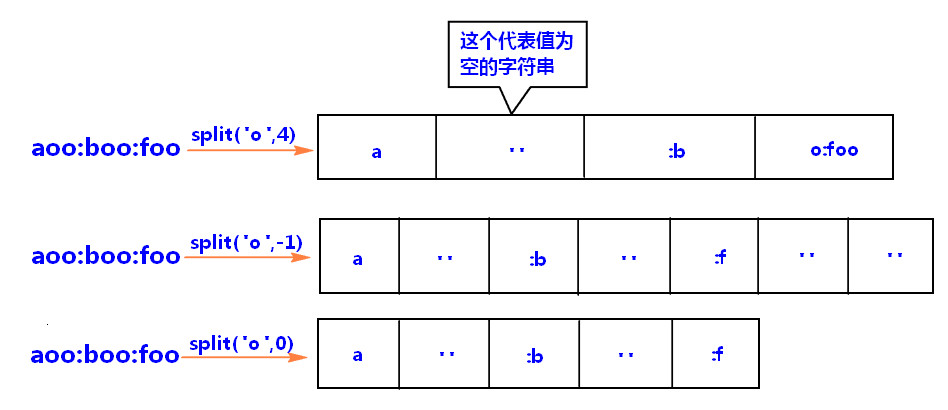 这个代表值为
空的字符串
aoo:boo:foo split('o',4) a '' :b o:foo
aoo:boo:foo split('o',-1) a '' :b '' :f '' ''
aoo:boo:foo split('o',0) a '' :b '' :f